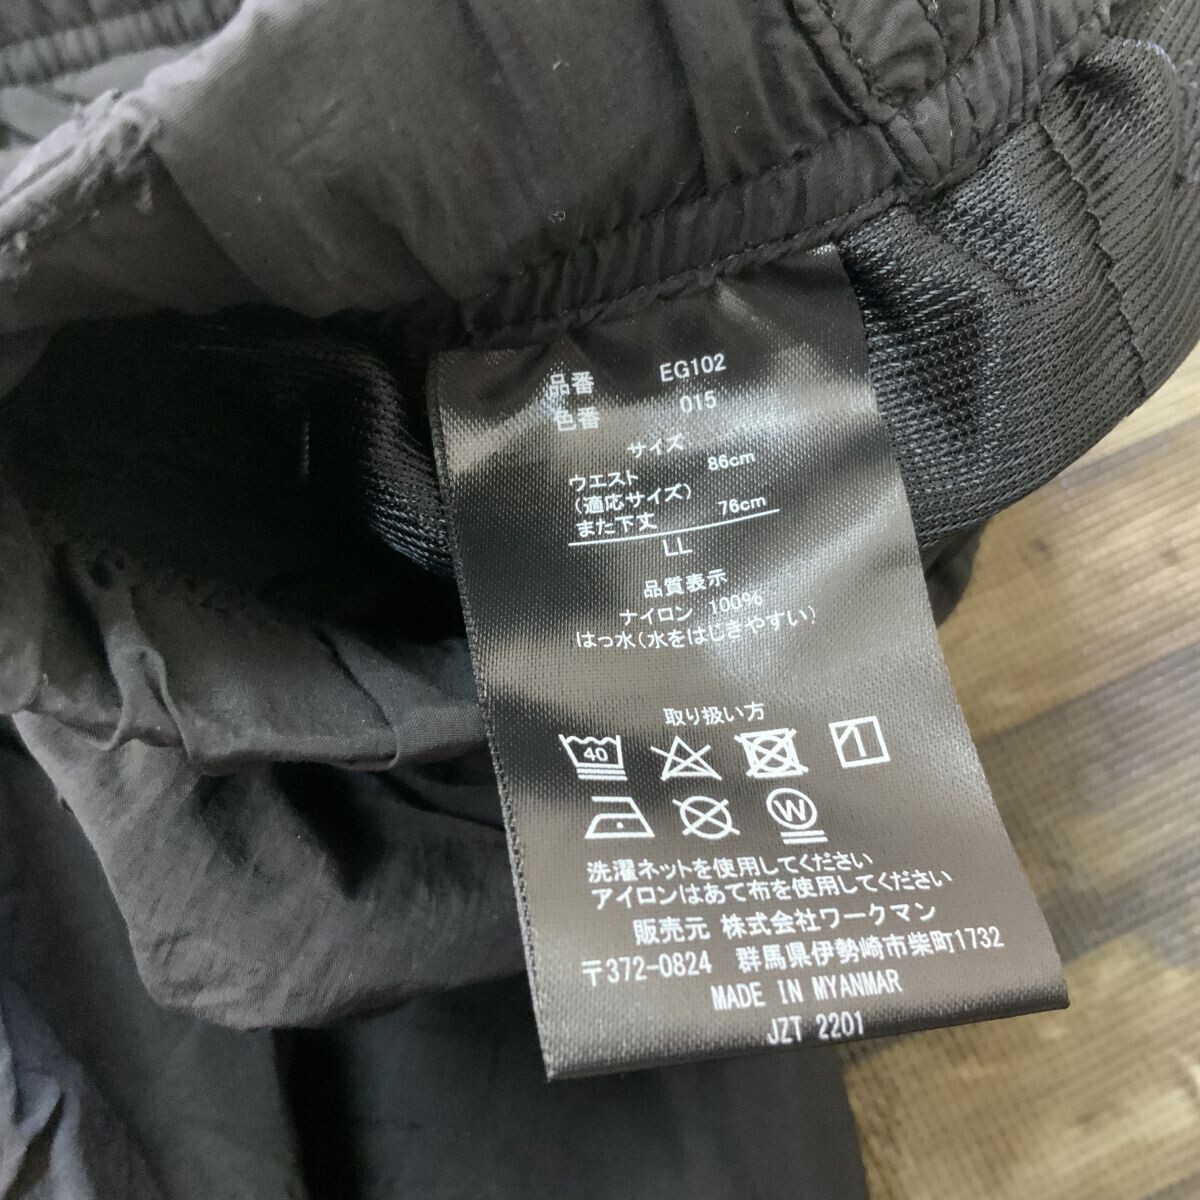 品番 EG102
色番 015
サイズ
ウエスト 86cm
(適応サイズ)
また下丈 76cm
LL
品質表示
ナイロン 100%
はっ水(水をはじきやすい)
取り扱い方
40
W
洗濯ネットを使用してください
アイロンはあて布を使用してください
販売元 株式会社ワークマン
〒372-0824 群馬県伊勢崎市柴町1732
MADE IN MYANMAR
JZT 2201